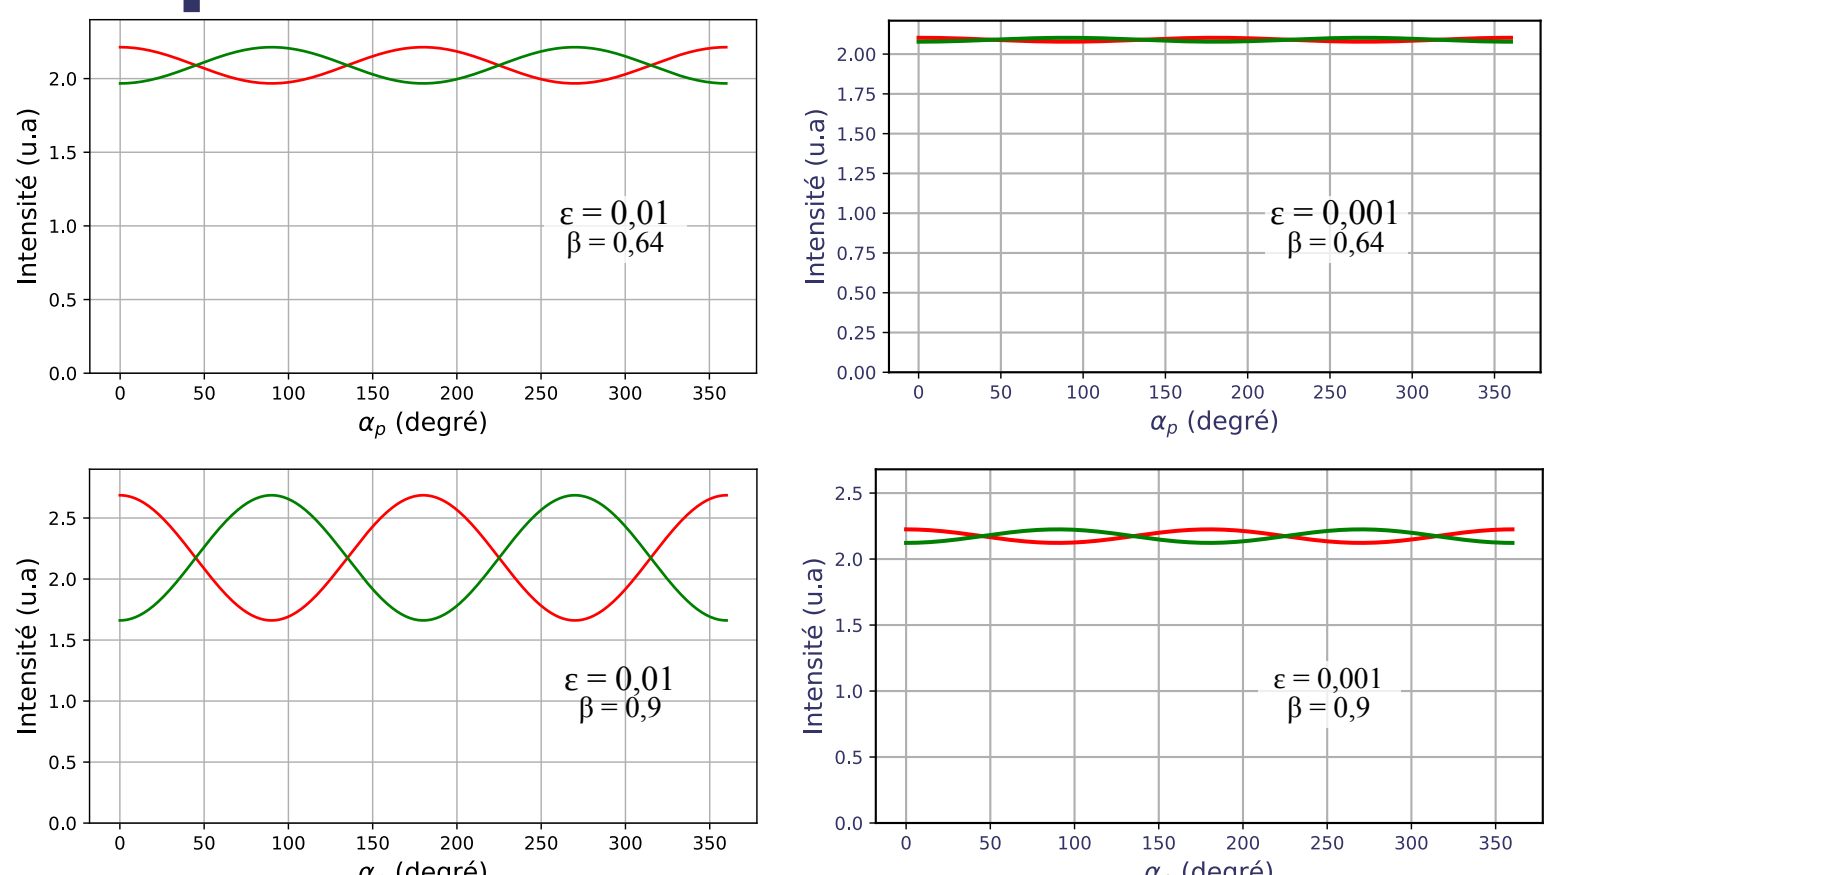 Intensité (u.a)
2.0
1.5
1.0
0.5
0.0
ε = 0,01
β = 0,64
0 50 100 150 200 250 300 350
αp (degré)
Intensité (u.a)
2.00
1.75
1.50
1.25
1.00
0.75
0.50
0.25
0.00
ε = 0,001
β = 0,64
0 50 100 150 200 250 300 350
αp (degré)
Intensité (u.a)
2.5
2.0
1.5
1.0
0.5
0.0
ε = 0,01
β = 0,9
0 50 100 150 200 250 300 350
(degré)
Intensité (u.a)
2.5
2.0
1.5
1.0
0.5
0.0
ε = 0,001
β = 0,9
0 50 100 150 200 250 300 350
(degré)